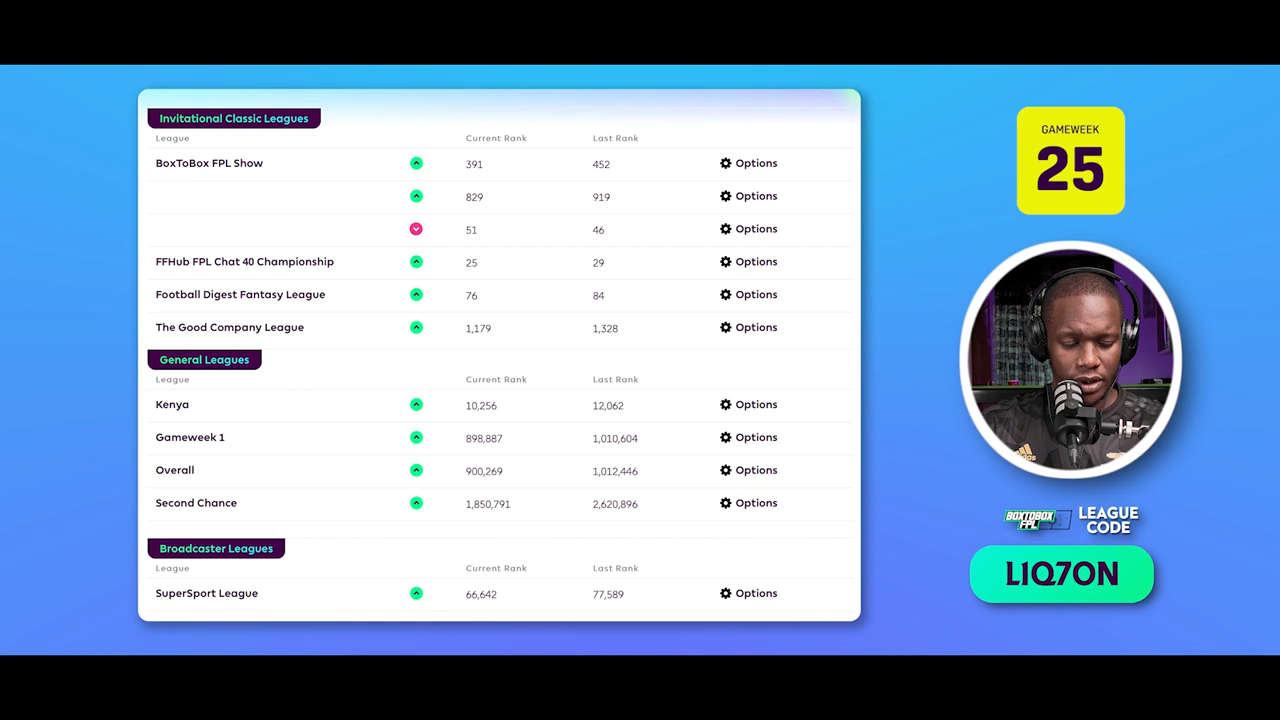 Invitational Classic Leagues
League Current Rank Last Rank
BoxToBox FPL Show 391 452 Options
829 919 Options
51 46 Options
FFHub FPL Chat 40 Championship 25 29 Options
Football Digest Fantasy League 76 84 Options
The Good Company League 1,179 1,328 Options
General Leagues
League Current Rank Last Rank
Kenya 10,256 12,062 Options
Gameweek 1 898,887 1,010,604 Options
Overall 900,269 1,012,446 Options
Second Chance 1,850,791 2,620,896 Options
Broadcaster Leagues
League Current Rank Last Rank
SuperSport League 66,642 77,589 Options
GAMEWEEK
25
adidas
BOXTOBOX
FPL
LEAGUE
CODE
L1Q7ON